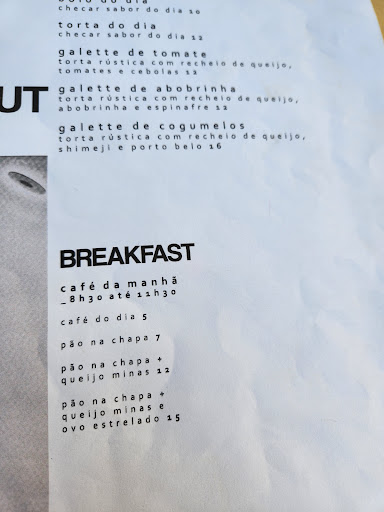 bolo do dia
checar sabor do dia 10
torta do dia
checar sabor do dia 12
galette de tomate
torta rústica com recheio de queijo,
tomates e cebolas 12
UT
galette de abobrinha
torta rústica com recheio de queijo,
abobrinha e espinafre 12
galette de cogumelos
torta rústica com recheio de queijo,
shimeji e porto belo 16
BREAKFAST
café da manhã
_8h30 até 11h30
café do dia 5
pão na chapa 7
pão na chapa +
queijo minas 12
pão na chapa +
queijo minas e
ovo estrelado 15